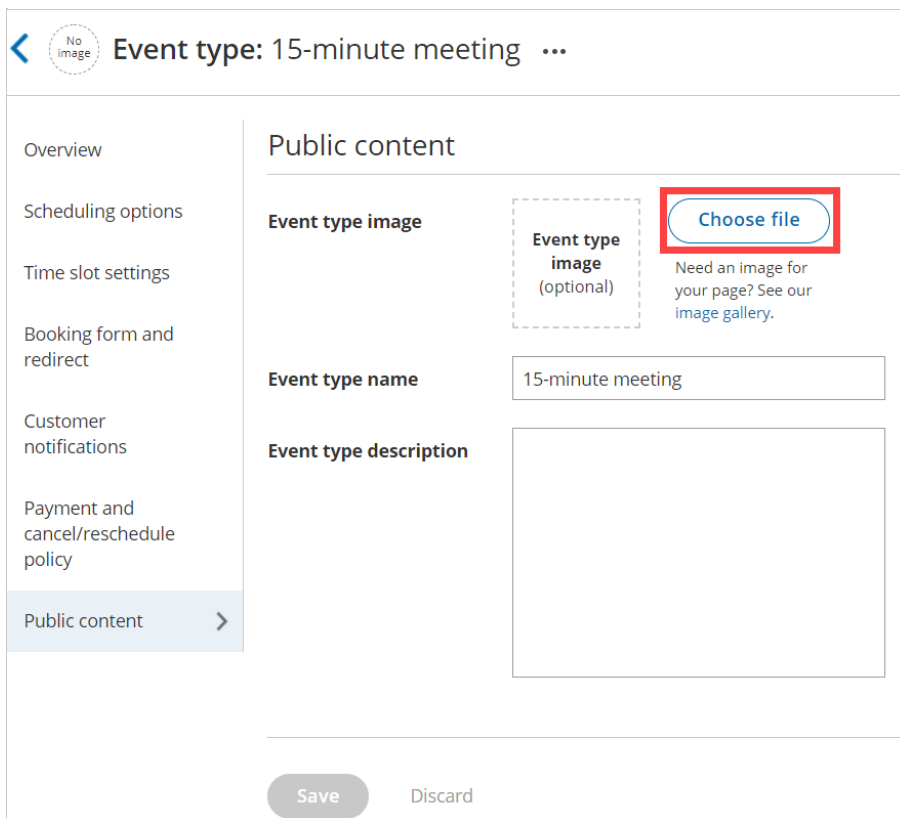 No
image
Event type: 15-minute meeting ...
Overview
Scheduling options
Time slot settings
Booking form and
redirect
Customer
notifications
Payment and
cancel/reschedule
policy
Public content
Public content
Event type image
Event type
image
(optional)
Choose file
Need an image for
your page? See our
image gallery.
Event type name
15-minute meeting
Event type description
Save
Discard